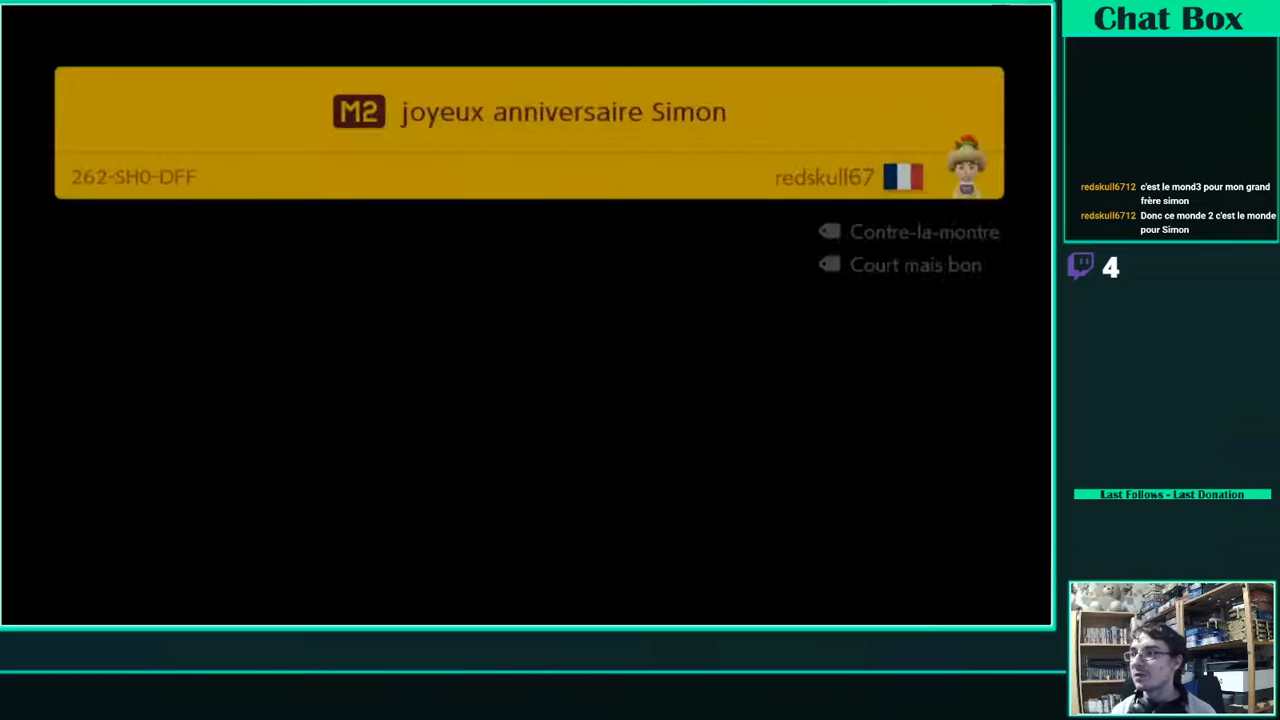 Chat Box
M2 joyeux anniversaire Simon
262-SH0-DFF
redskull67
Contre-la-montre
Court mais bon
redskull6712 c'est le mond3 pour mon grand
frère simon
redskull6712 Donc ce monde 2 c'est le monde
pour Simon
4
Last Follows - Last Donation